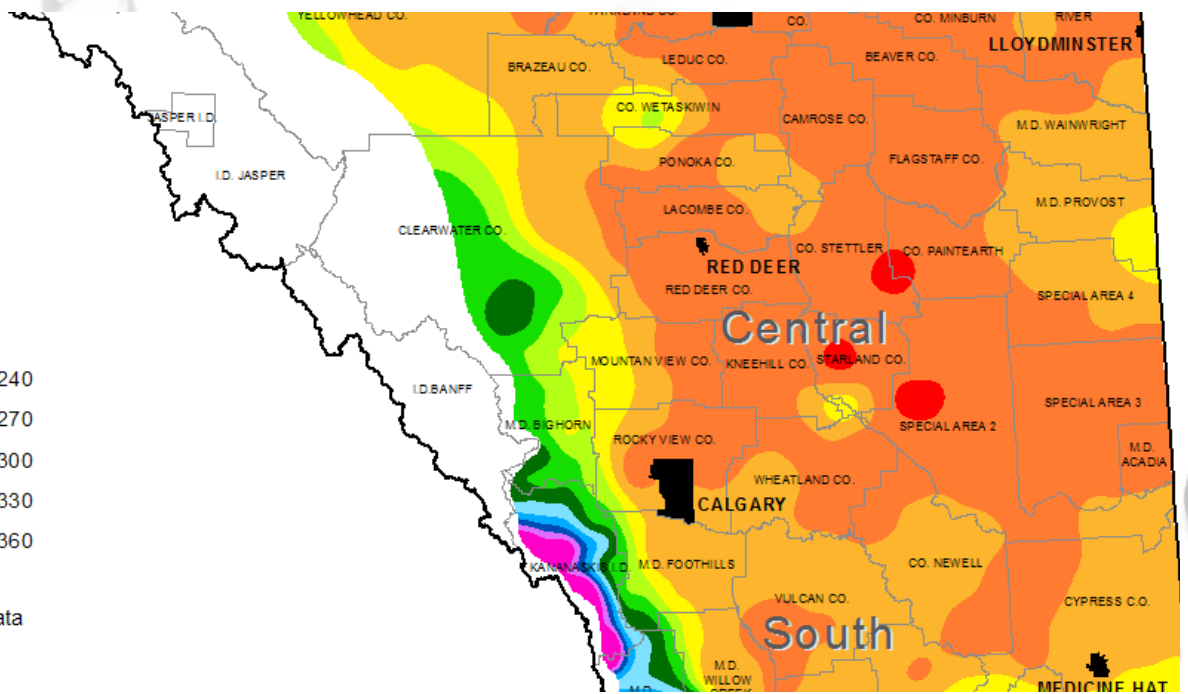 YELLOWHEAD CO.
PARKLAND CO.
CO.
CO. MINBURN
RIVER
LLOYDMINSTER
BRAZEAU CO.
LEDUC CO.
BEAVER CO.
JASPER I.D.
CO. WETASKIWIN
CAMROSE CO.
M.D. WAINWRIGHT
I.D. JASPER
PONOKA CO.
FLAGSTAFF CO.
LACOMBE CO.
M.D. PROVOST
CLEARWATER CO.
CO. STETTLER
CO. PAINTEARTH
RED DEER
RED DEER CO.
SPECIAL AREA 4
Central
MOUNTAN VIEW CO.
KNEEHILL CO.
STARLAND CO.
240
I.D.BANFF
SPECIAL AREA 3
270
M.D. BIGHORN
SPECIAL AREA 2
ROCKY VIEW CO.
M.D.
ACADIA
300
WHEATLAND CO.
330
CALGARY
360
KANANASKIS I.D.
M.D. FOOTHILLS
CO. NEWELL
VULCAN CO.
CYPRESS C.O.
ata
South
M.D.
WILLOW
CREEK
M.D.
MEDICINE HAT